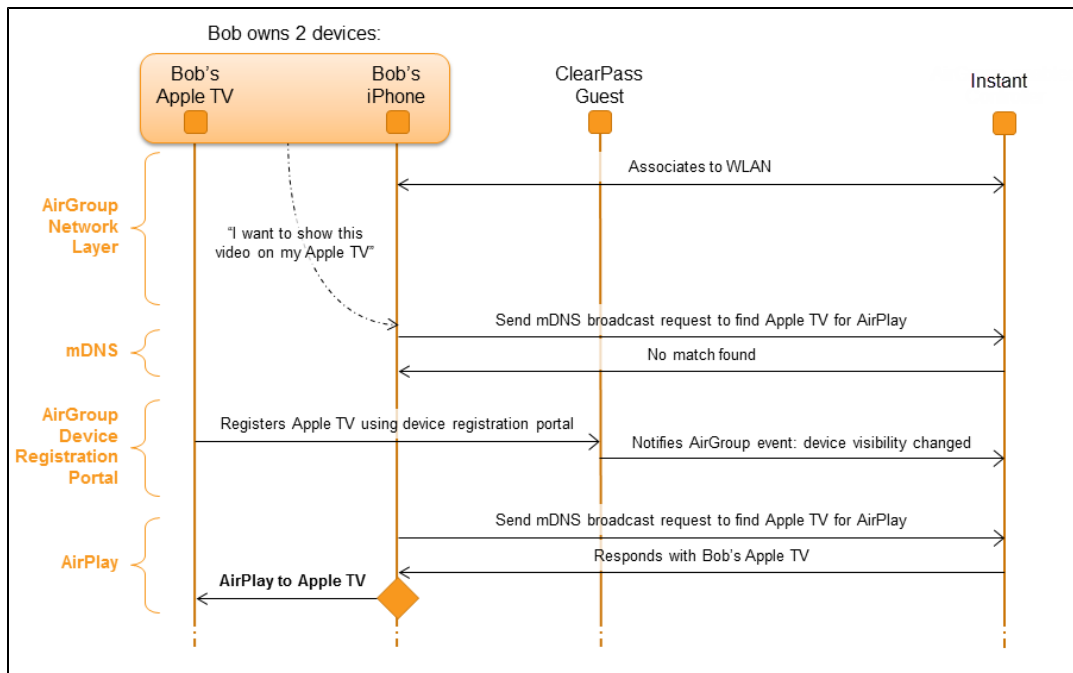 Bob owns 2 devices:
Bob's
Apple TV
Bob's
iPhone
ClearPass
Guest
Instant
Associates to WLAN
AirGroup
Network
Layer
“I want to show this
video on my Apple TV”
Send mDNS broadcast request to find Apple TV for AirPlay
mDNS
No match found
AirGroup
Device
Registration
Portal
Registers Apple TV using device registration portal
Notifies AirGroup event: device visibility changed
Send mDNS broadcast request to find Apple TV for AirPlay
AirPlay
Responds with Bob's Apple TV
AirPlay to Apple TV